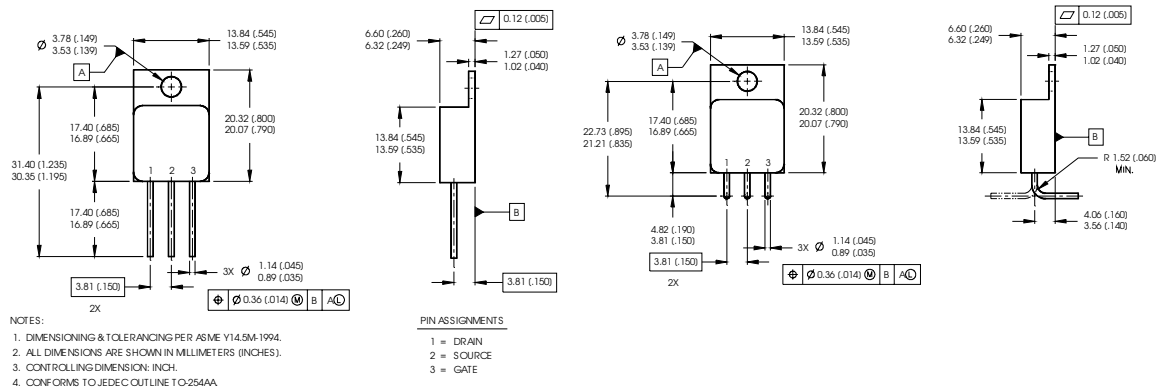 0.12 (.005)
6.60 (.260)
6.32 (.249)
1.27 (.050)
1.02 (.040)
Ø 3.78 (.149)
3.53 (.139)
13.84 (.545)
13.59 (.535)
A
17.40 (.685)
16.89 (.665)
20.32 (.800)
20.07 (.790)
31.40 (1.235)
30.35 (1.195)
1 2 3
17.40 (.685)
16.89 (.665)
3X Ø 1.14 (.045)
0.89 (.035)
3.81 (.150)
2X
⌖ Ø 0.36 (.014) Ⓜ B A Ⓛ
13.84 (.545)
13.59 (.535)
B
3.81 (.150)
Ø 3.78 (.149)
3.53 (.139)
13.84 (.545)
13.59 (.535)
A
17.40 (.685)
16.89 (.665)
20.32 (.800)
20.07 (.790)
22.73 (.895)
21.21 (.835)
1 2 3
4.82 (.190)
3.81 (.150)
3X Ø 1.14 (.045)
0.89 (.035)
3.81 (.150)
2X
⌖ Ø 0.36 (.014) Ⓜ B A Ⓛ
0.12 (.005)
6.60 (.260)
6.32 (.249)
1.27 (.050)
1.02 (.040)
13.84 (.545)
13.59 (.535)
B
R 1.52 (.060)
MIN.
4.06 (.160)
3.56 (.140)
NOTES:
1. DIMENSIONING & TOLERANCING PER ASME Y14.5M-1994.
2. ALL DIMENSIONS ARE SHOWN IN MILLIMETERS (INCHES).
3. CONTROLLING DIMENSION: INCH.
4. CONFORMS TO JEDEC OUTLINE TO-254AA.
PIN ASSIGNMENTS
1 = DRAIN
2 = SOURCE
3 = GATE